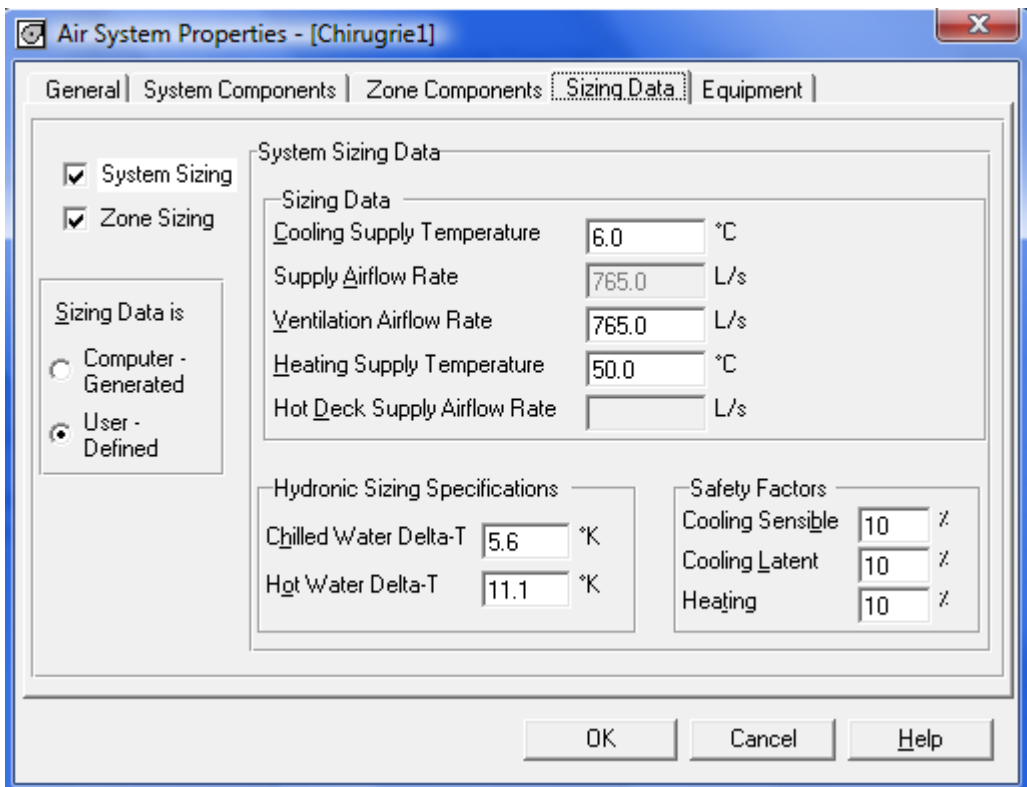 Air System Properties - [Chirugrie1]
General System Components Zone Components Sizing Data Equipment
System Sizing
Zone Sizing
Sizing Data is
Computer -
Generated
User -
Defined
System Sizing Data
Sizing Data
Cooling Supply Temperature 6.0 °C
Supply Airflow Rate 765.0 L/s
Ventilation Airflow Rate 765.0 L/s
Heating Supply Temperature 50.0 °C
Hot Deck Supply Airflow Rate L/s
Hydronic Sizing Specifications
Chilled Water Delta-T 5.6 °K
Hot Water Delta-T 11.1 °K
Safety Factors
Cooling Sensible 10 %
Cooling Latent 10 %
Heating 10 %
OK Cancel Help